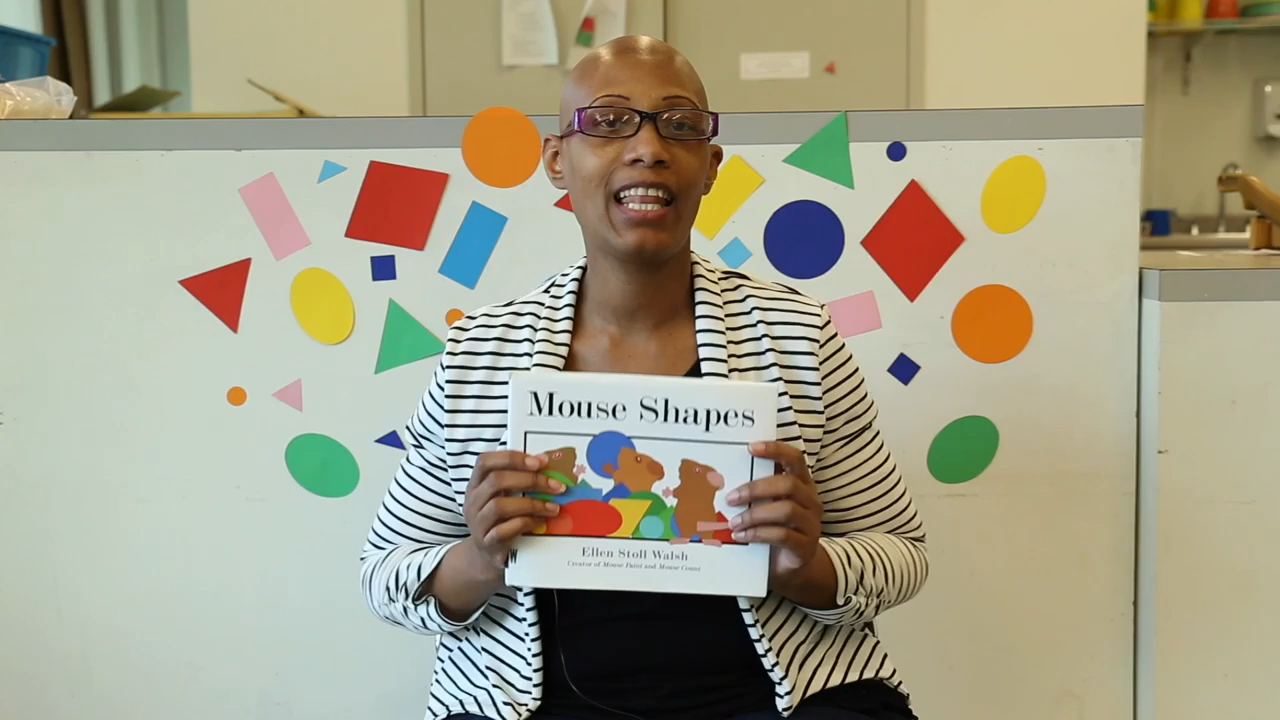 Mouse Shapes
Ellen Stoll Walsh
Creator of Mouse Paint and Mouse Count